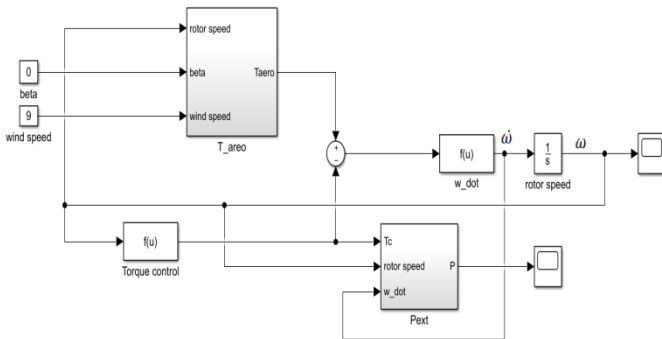 rotor speed
0
beta
beta
Taero
9
wind speed
wind speed
T_areo
+
−
f(u)
w_dot
ω̇
1
s
rotor speed
ω
f(u)
Torque control
Tc
rotor speed
P
w_dot
Pext